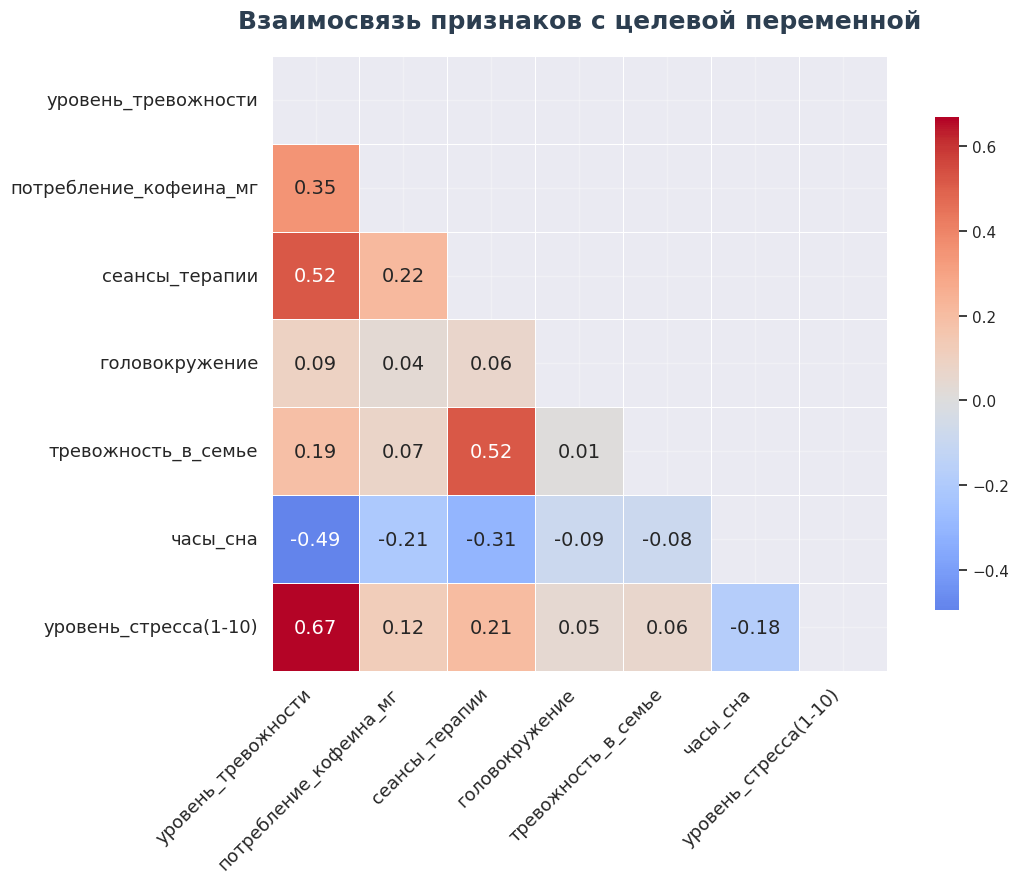 Взаимосвязь признаков с целевой переменной
уровень_тревожности
потребление_кофеина_мг
0.35
сеансы_терапии
0.52 0.22
головокружение
0.09 0.04 0.06
тревожность_в_семье
0.19 0.07 0.52 0.01
часы_сна
-0.49 -0.21 -0.31 -0.09 -0.08
уровень_стресса(1-10)
0.67 0.12 0.21 0.05 0.06 -0.18
уровень_тревожности
потребление_кофеина_мг
сеансы_терапии
головокружение
тревожность_в_семье
часы_сна
уровень_стресса(1-10)
0.6
0.4
0.2
0.0
−0.2
−0.4